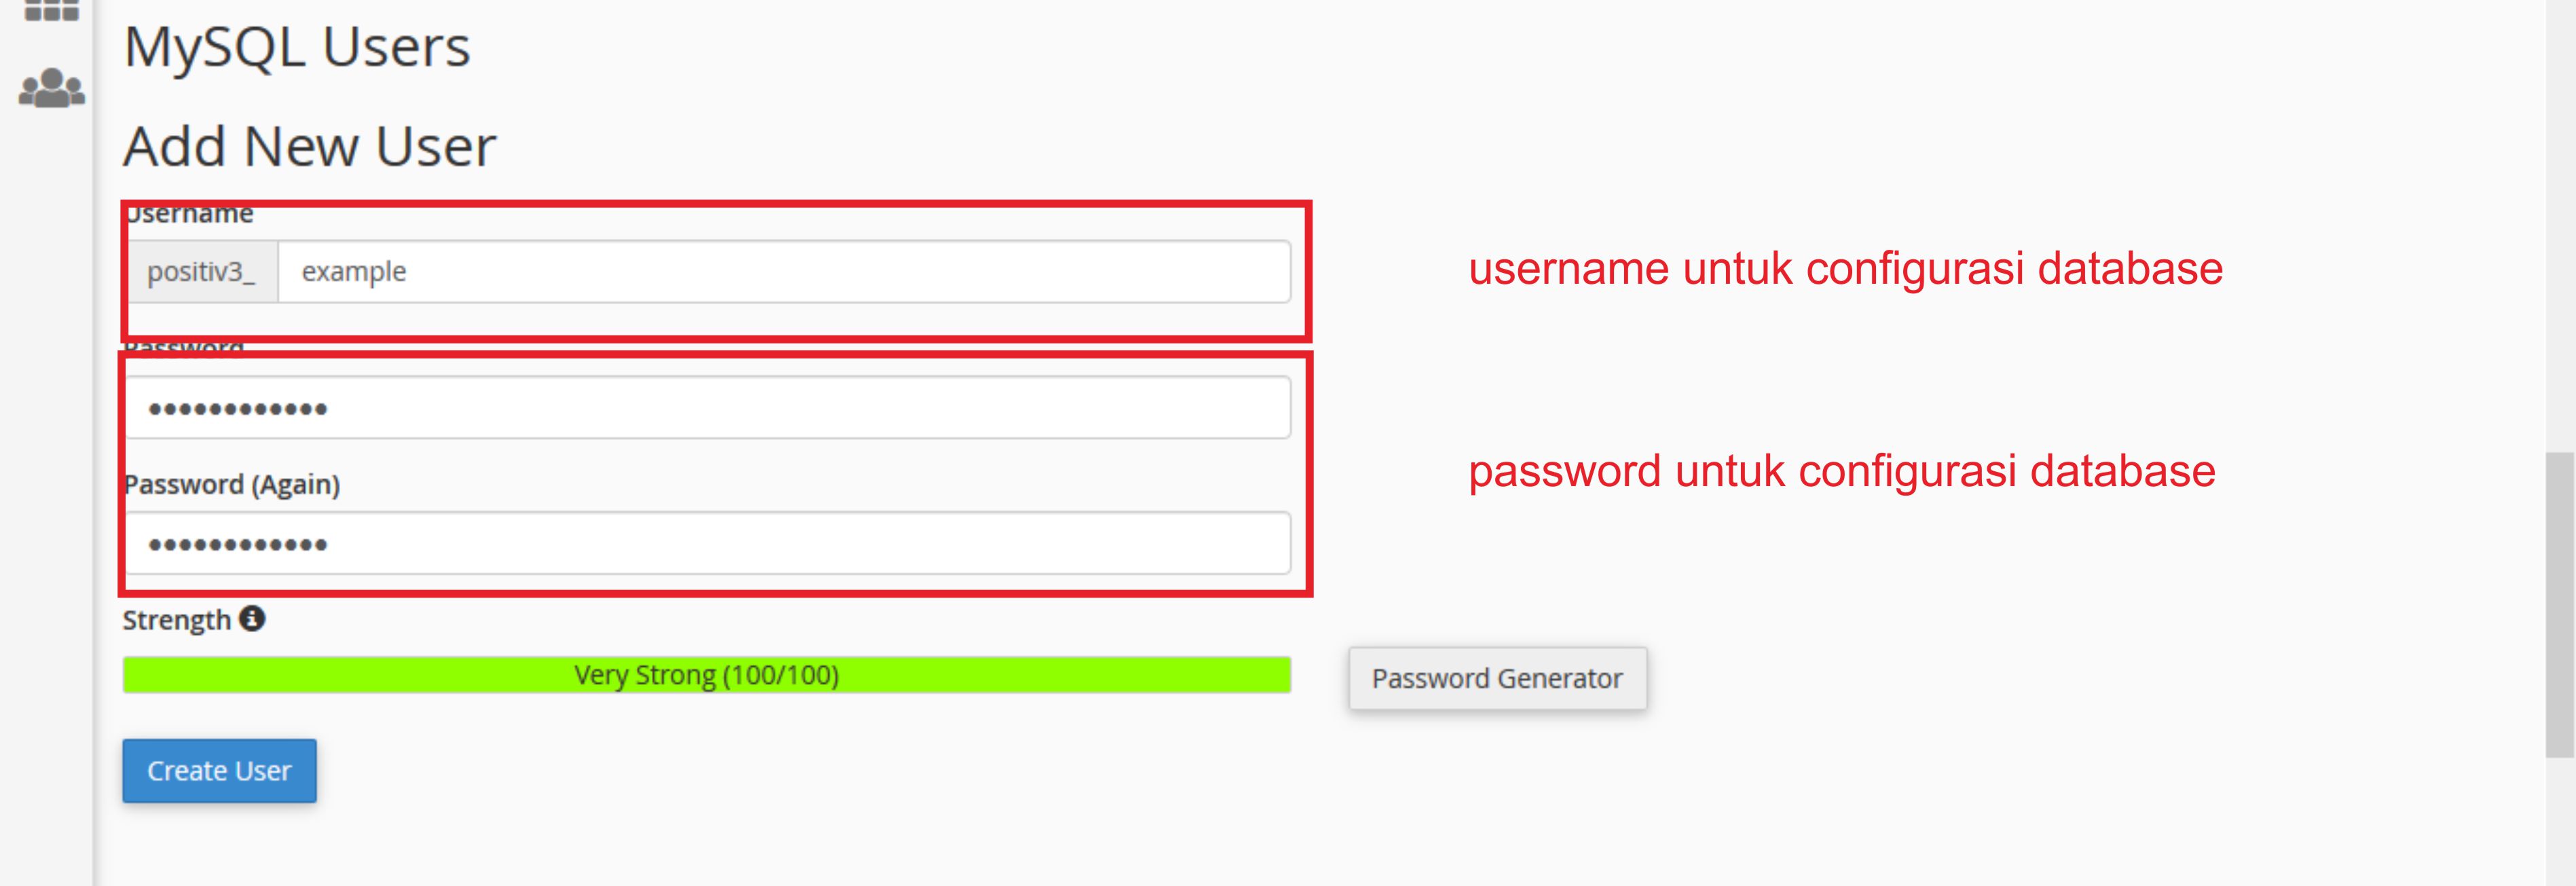 MySQL Users
Add New User
Username
positiv3_ example
username untuk configurasi database
Password
••••••••••••
Password (Again)
••••••••••••
password untuk configurasi database
Strength
Very Strong (100/100)
Password Generator
Create User